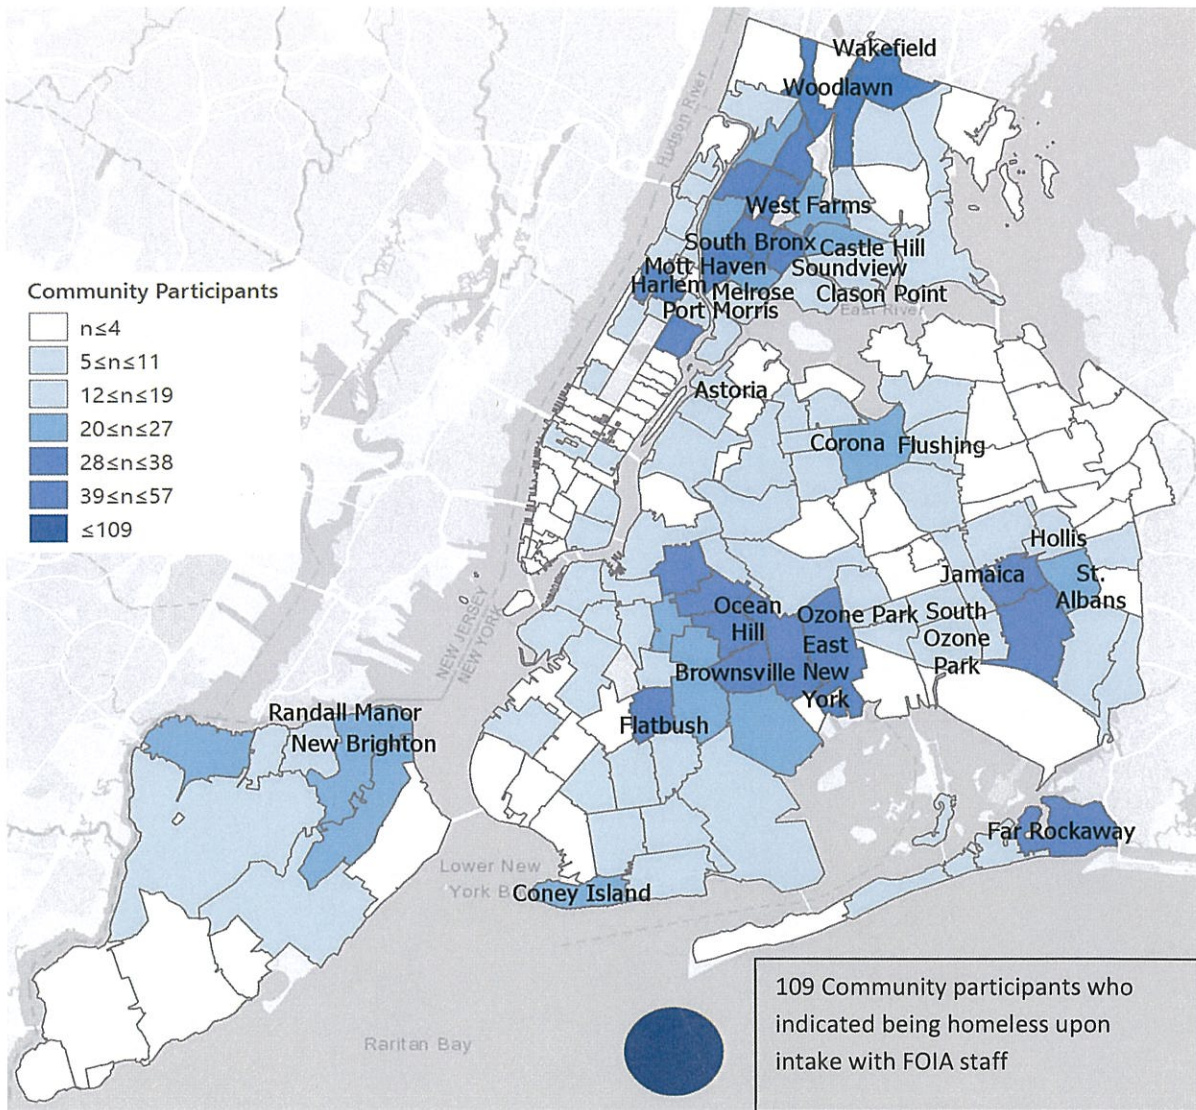 Wakefield
Woodlawn
Hudson River
West Farms
South Bronx
Castle Hill
Mott Haven
Soundview
Harlem
Melrose
Clason Point
Port Morris
East River
Community Participants
n≤4
5≤n≤11
12≤n≤19
20≤n≤27
28≤n≤38
39≤n≤57
≤109
Astoria
Corona
Flushing
Hollis
Jamaica
St.
Albans
Ocean
Hill
Ozone Park
South
Ozone
Park
East
New
York
Brownsville
NEW JERSEY
NEW YORK
Flatbush
Randall Manor
New Brighton
Far Rockaway
Lower New
York
Coney Island
109 Community participants who
indicated being homeless upon
intake with FOIA staff
Raritan Bay